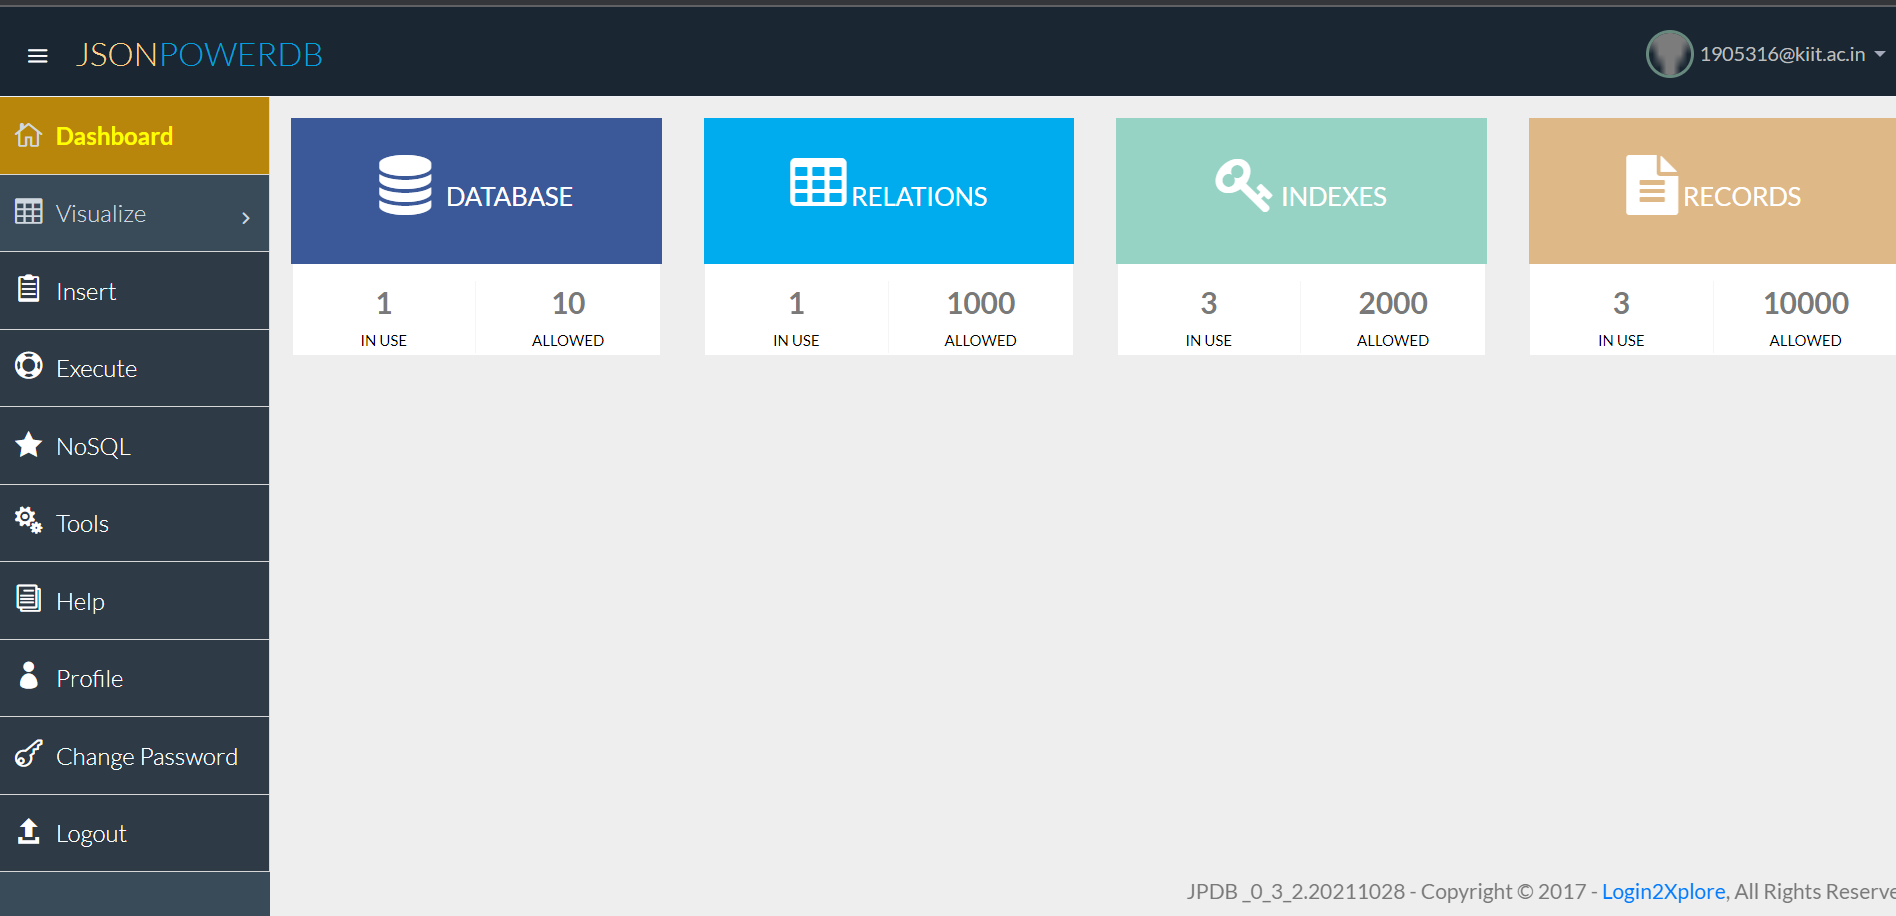 JSONPOWERDB
1905316@kiit.ac.in
Dashboard
Visualize
Insert
Execute
NoSQL
Tools
Help
Profile
Change Password
Logout
DATABASE
1
10
IN USE
ALLOWED
RELATIONS
1
1000
IN USE
ALLOWED
INDEXES
3
2000
IN USE
ALLOWED
RECORDS
3
10000
IN USE
ALLOWED
JPDB _0_3_2.20211028 - Copyright © 2017 - Login2Xplore, All Rights Reserve